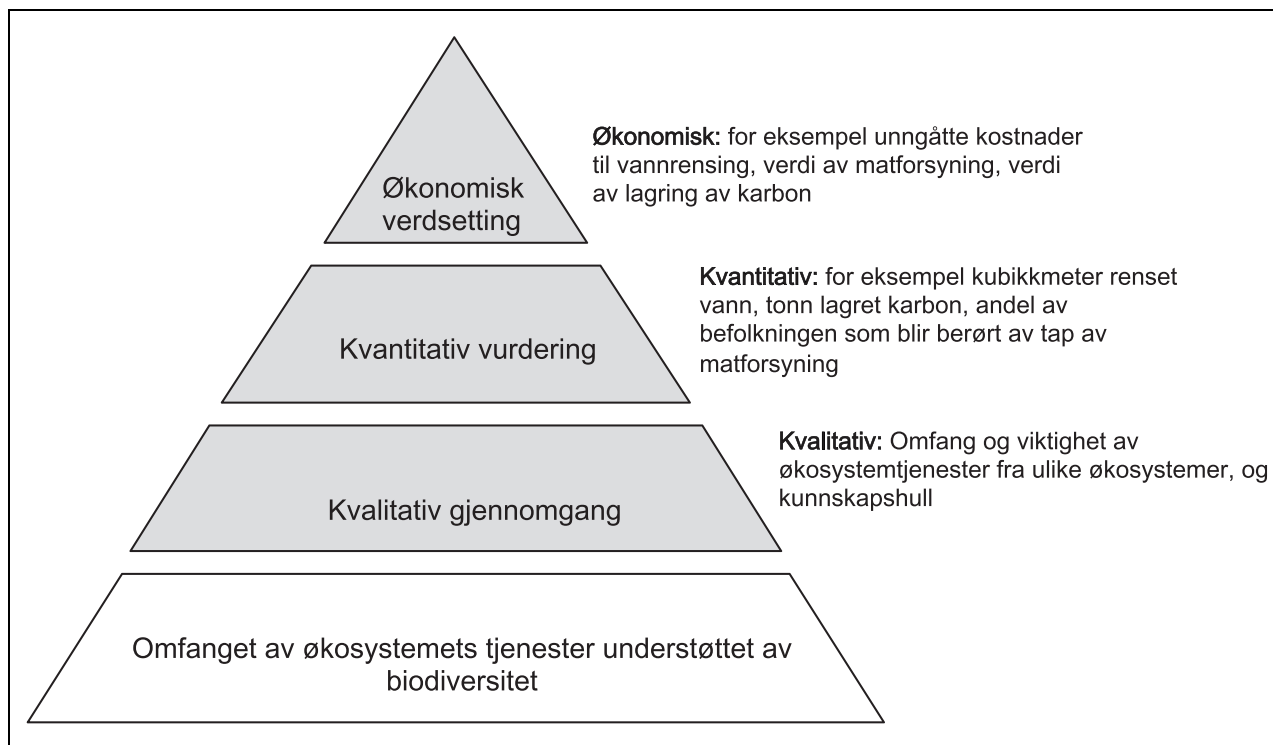 Økonomisk: for eksempel unngåtte kostnader
til vannrensing, verdi av matforsyning, verdi
av lagring av karbon
Økonomisk
verdsetting
Kvantitativ: for eksempel kubikkmeter renset
vann, tonn lagret karbon, andel av
befolkningen som blir berørt av tap av
matforsyning
Kvantitativ vurdering
Kvalitativ: Omfang og viktighet av
økosystemtjenester fra ulike økosystemer, og
kunnskapshull
Kvalitativ gjennomgang
Omfanget av økosystemets tjenester understøttet av
biodiversitet